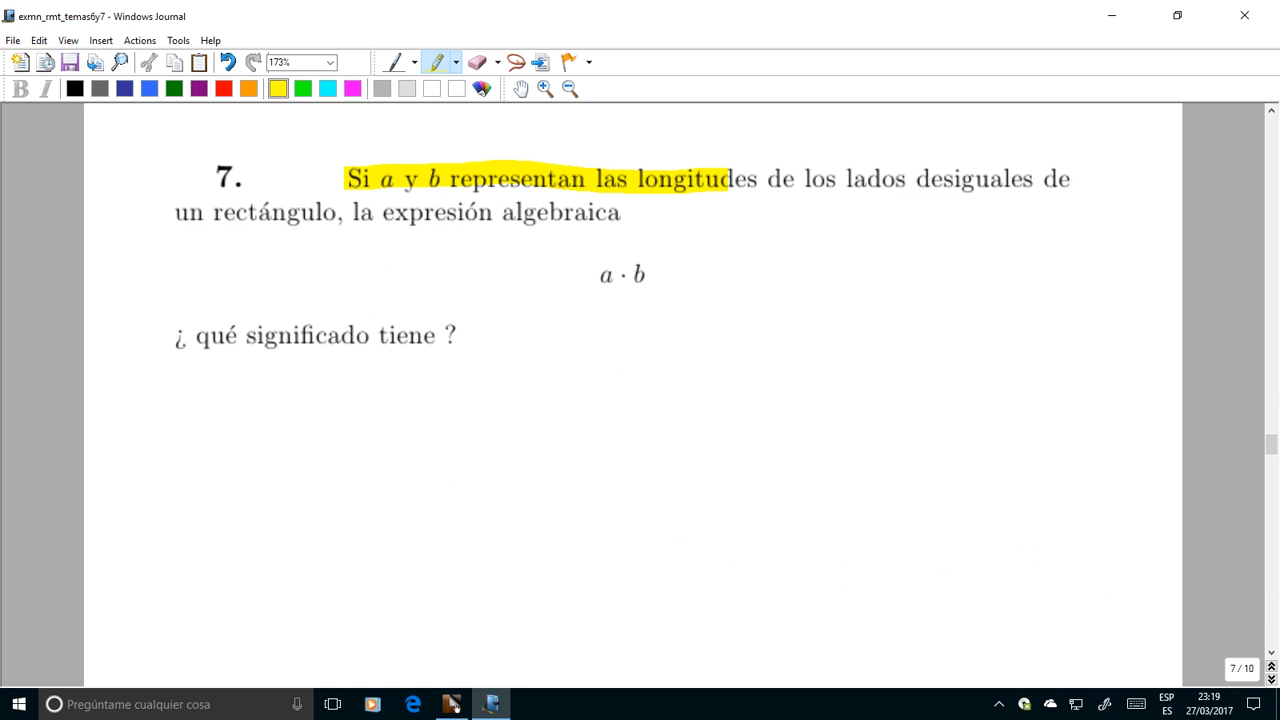 exmn_rmt_temas6y7 - Windows Journal
File Edit View Insert Actions Tools Help
173%
B I
7. Si a y b representan las longitudes de los lados desiguales de
un rectángulo, la expresión algebraica
a · b
¿ qué significado tiene ?
7 / 10
Pregúntame cualquier cosa
ESP 23:19
ES 27/03/2017